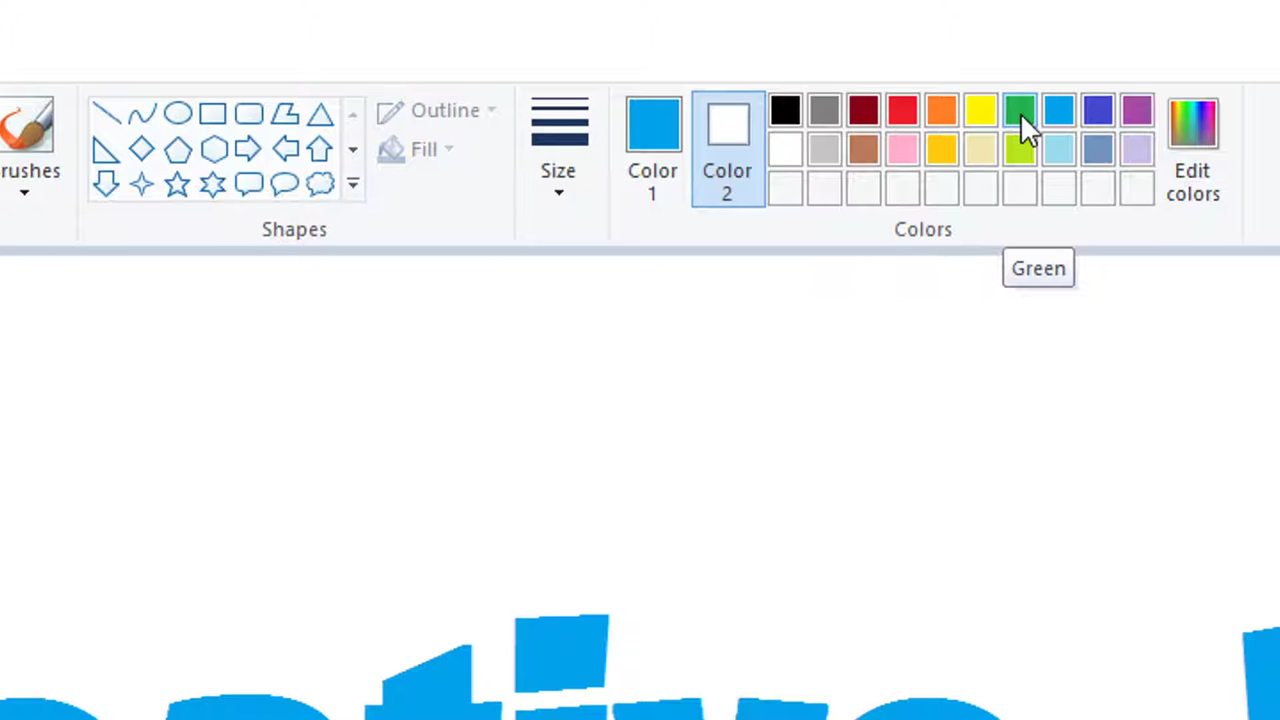 rushes
Shapes
Outline
Fill
Size
Color
1
Color
2
Edit
colors
Colors
Green